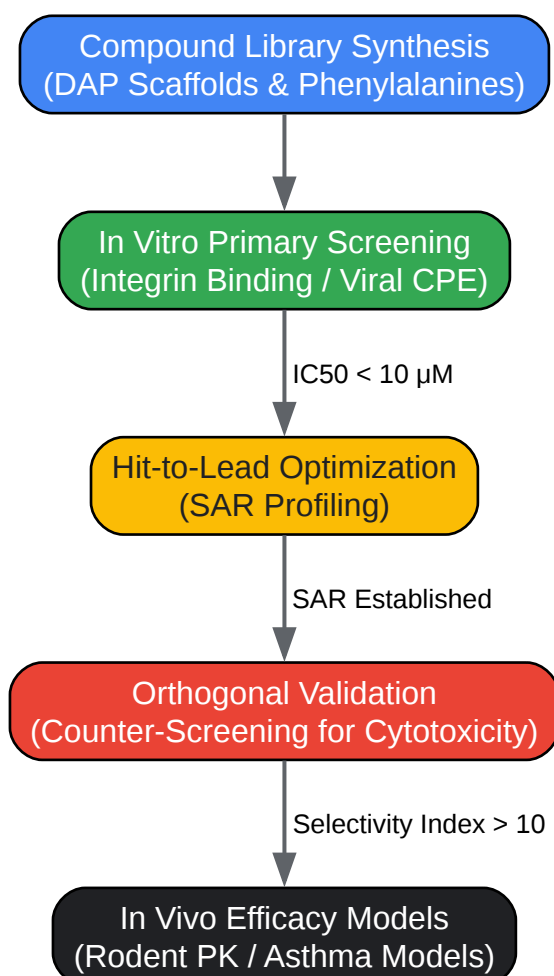 Compound Library Synthesis
(DAP Scaffolds & Phenylalanines)
In Vitro Primary Screening
(Integrin Binding / Viral CPE)
IC50 < 10 μM
Hit-to-Lead Optimization
(SAR Profiling)
SAR Established
Orthogonal Validation
(Counter-Screening for Cytotoxicity)
Selectivity Index > 10
In Vivo Efficacy Models
(Rodent PK / Asthma Models)